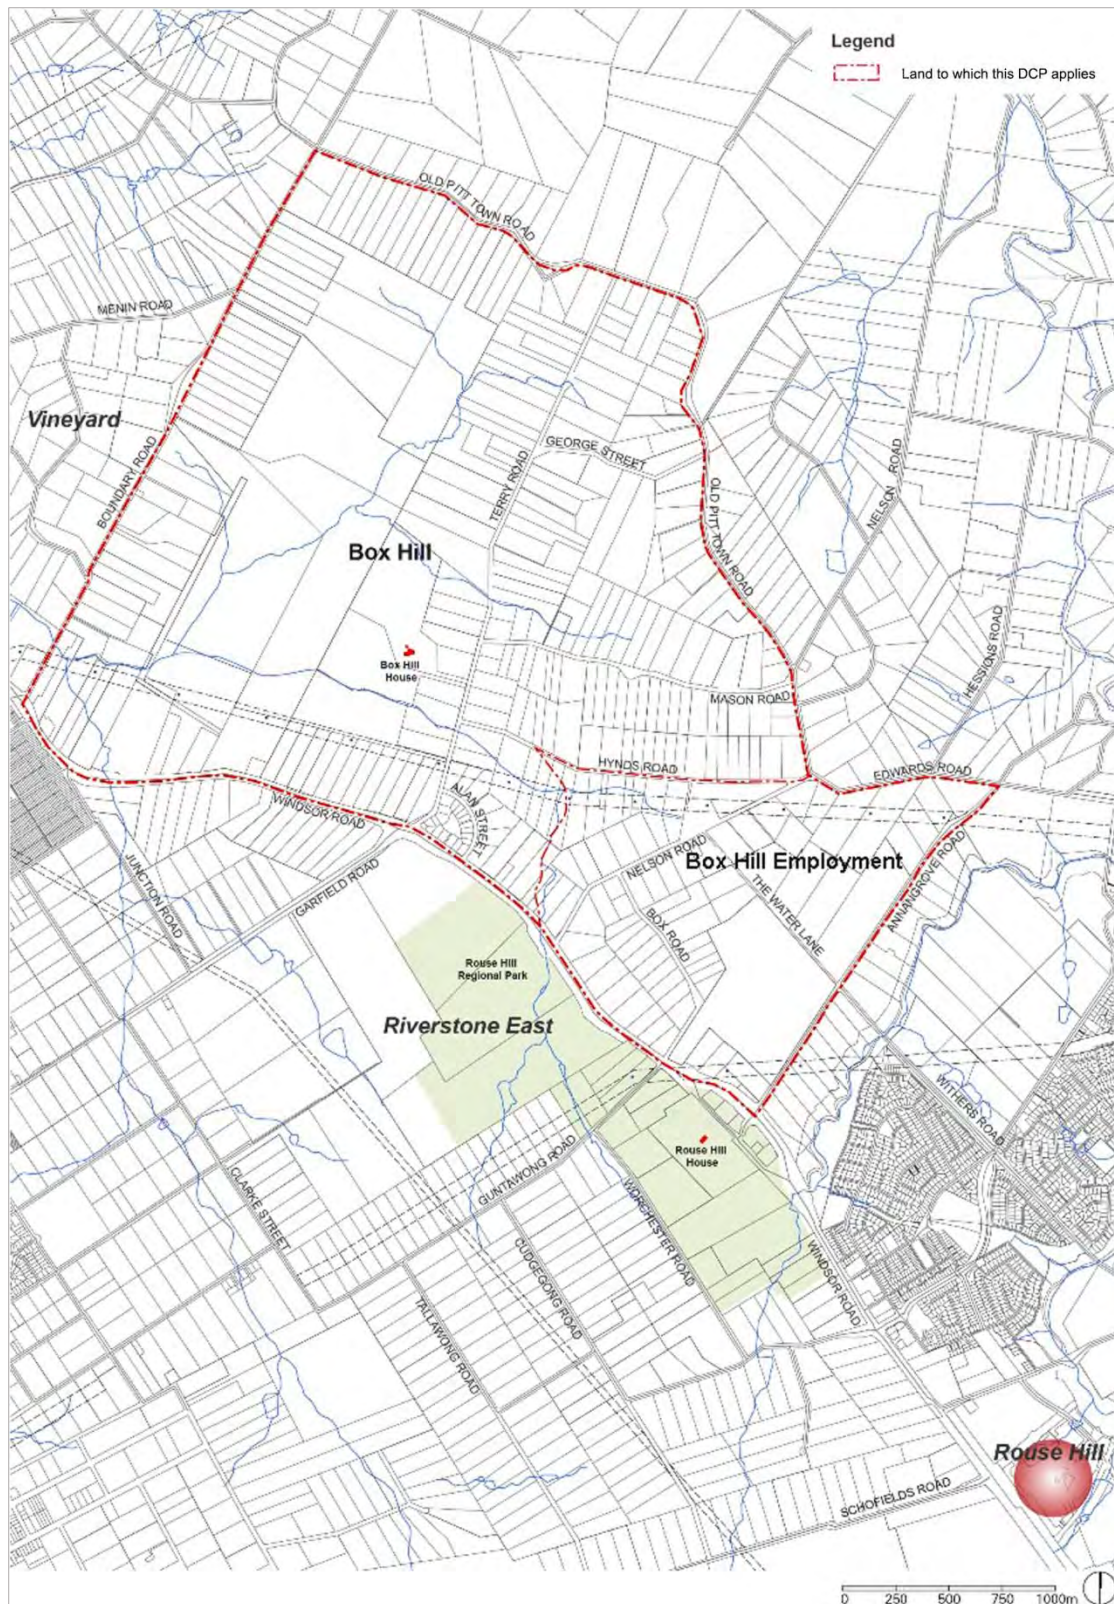 Legend
Land to which this DCP applies
OLD PITT TOWN ROAD
MENIN ROAD
Vineyard
BOUNDARY ROAD
GEORGE STREET
TERRY ROAD
NELSON ROAD
OLD PITT TOWN ROAD
Box Hill
HESSIONS ROAD
Box Hill
House
MASON ROAD
HYNDS ROAD
EDWARDS ROAD
WINDSOR ROAD
ALAN STREET
NELSON ROAD
Box Hill Employment
JUNCTION ROAD
GARFIELD ROAD
THE WATER LANE
ANNANGROVE ROAD
BOX ROAD
Rouse Hill
Regional Park
Riverstone East
WITHERS ROAD
Rouse Hill
House
GUNTAWONG ROAD
CLARKE STREET
WORCHESTER ROAD
CUDGEGONG ROAD
WINDSOR ROAD
TALLAWONG ROAD
Rouse Hill
SCHOFIELDS ROAD
0 250 500 750 1000m